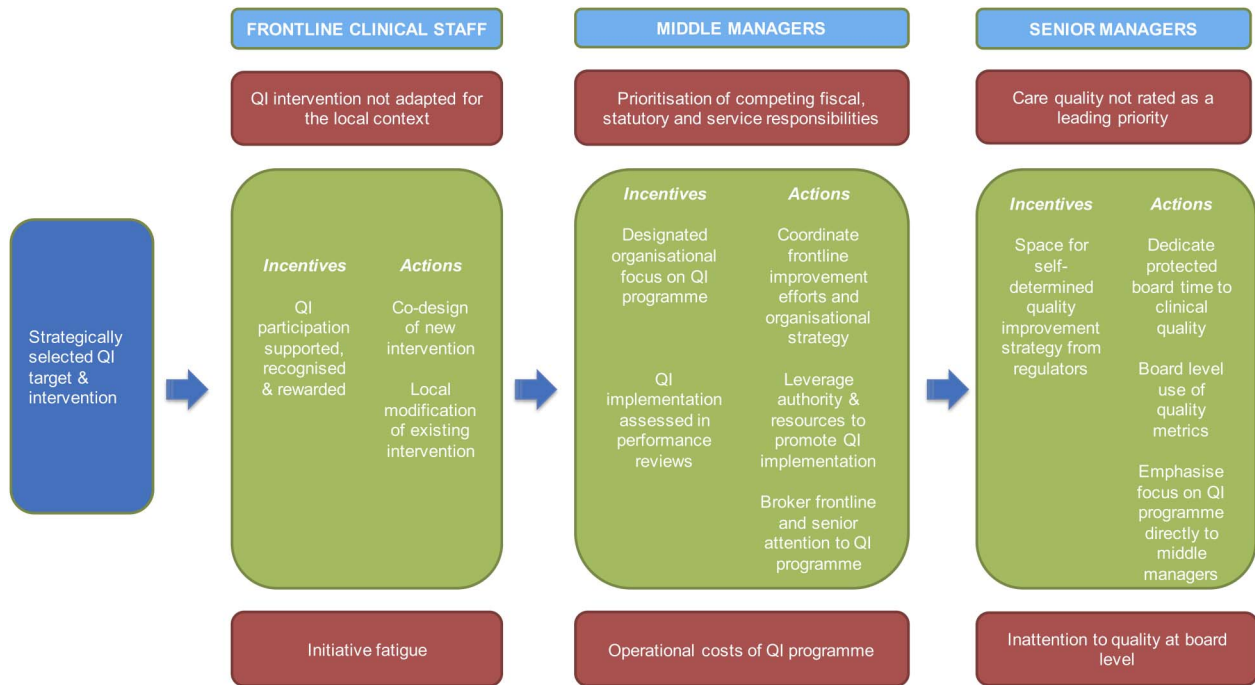 FRONTLINE CLINICAL STAFF
MIDDLE MANAGERS
SENIOR MANAGERS
QI intervention not adapted for
the local context
Prioritisation of competing fiscal,
statutory and service responsibilities
Care quality not rated as a
leading priority
Strategically
selected QI
target &
intervention
Incentives
QI
participation
supported,
recognised
& rewarded
Actions
Co-design
of new
intervention
Local
modification
of existing
intervention
Incentives
Designated
organisational
focus on QI
programme
QI
implementation
assessed in
performance
reviews
Actions
Coordinate
frontline
improvement
efforts and
organisational
strategy
Leverage
authority &
resources to
promote QI
implementation
Broker frontline
and senior
attention to QI
programme
Incentives
Space for
self-
determined
quality
improvement
strategy from
regulators
Actions
Dedicate
protected
board time to
clinical
quality
Board level
use of
quality
metrics
Emphasise
focus on QI
programme
directly to
middle
managers
Initiative fatigue
Operational costs of QI programme
Inattention to quality at board
level